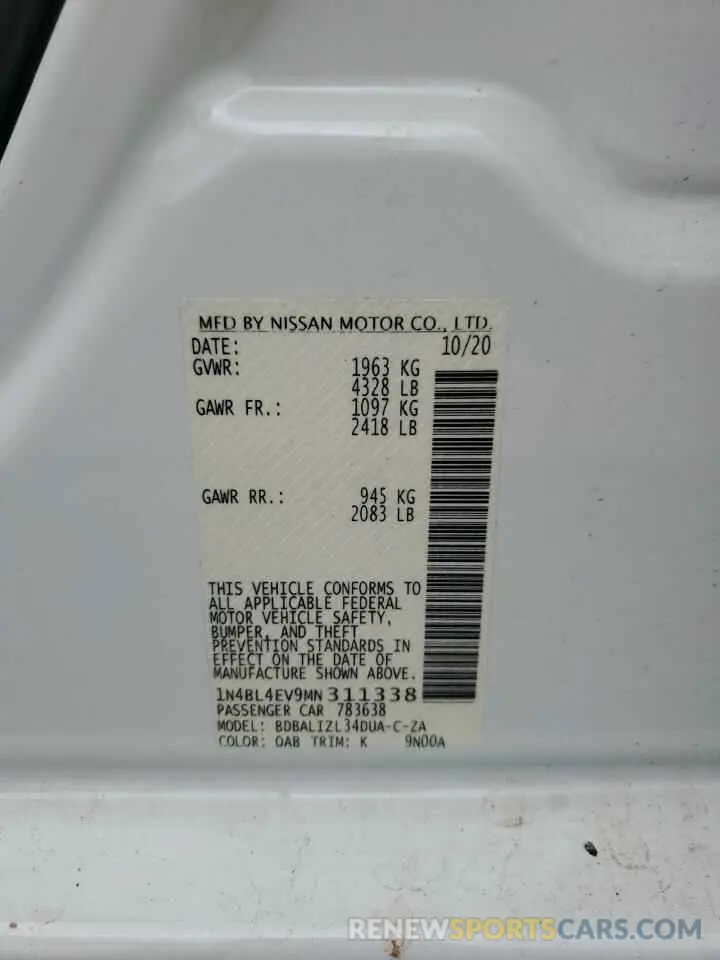 MFD BY NISSAN MOTOR CO., LTD.
DATE: 10/20
GVWR: 1963 KG
4328 LB
GAWR FR.: 1097 KG
2418 LB
GAWR RR.: 945 KG
2083 LB
THIS VEHICLE CONFORMS TO
ALL APPLICABLE FEDERAL
MOTOR VEHICLE SAFETY,
BUMPER, AND THEFT
PREVENTION STANDARDS IN
EFFECT ON THE DATE OF
MANUFACTURE SHOWN ABOVE.
1N4BL4EV9MN311338
PASSENGER CAR 783638
MODEL: BDBALIZL34DUA-C-ZA
COLOR: QAB TRIM: K 9N00A
RENEWSPORTSCARS.COM